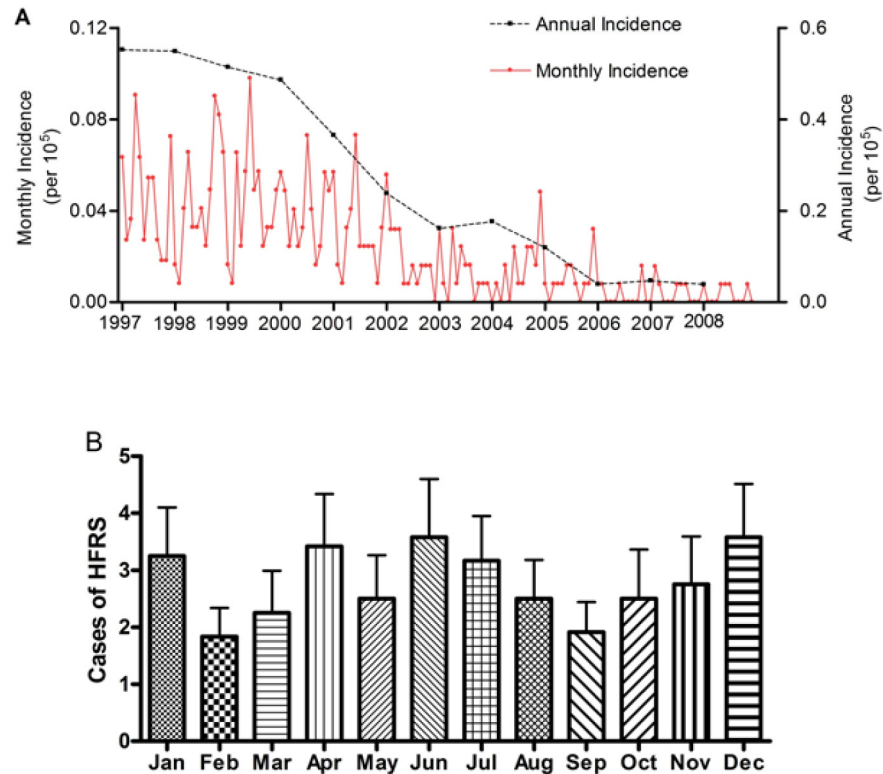 A
0.12
0.08
0.04
0.00
Monthly Incidence
(per 10⁵)
Annual Incidence
Monthly Incidence
0.6
0.4
0.2
0.0
Annual Incidence
(per 10⁵)
1997 1998 1999 2000 2001 2002 2003 2004 2005 2006 2007 2008
B
5
4
3
2
1
0
Cases of HFRS
Jan Feb Mar Apr May Jun Jul Aug Sep Oct Nov Dec